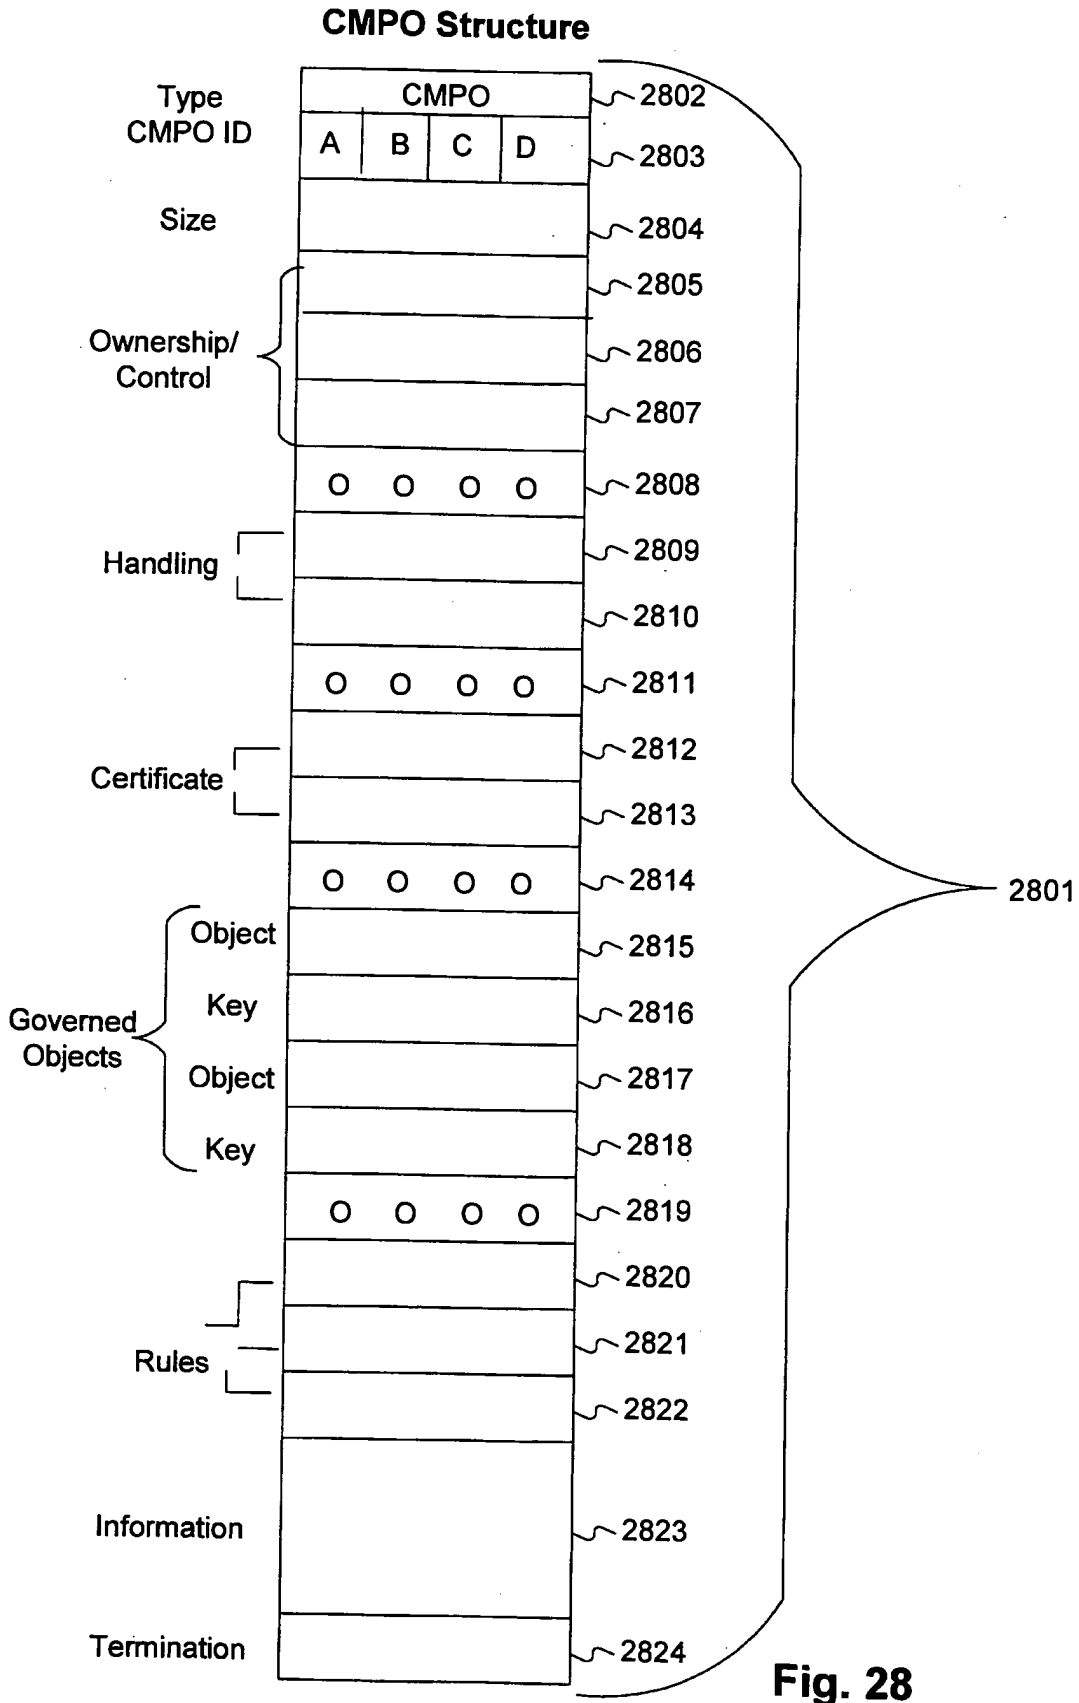 CMPO Structure
Type
CMPO ID
CMPO
2802
A B C D
2803
Size
2804
2805
Ownership/
Control
2806
2807
O O O O
2808
Handling
2809
2810
O O O O
2811
Certificate
2812
2813
O O O O
2814
Governed
Objects
Object
2815
Key
2816
Object
2817
Key
2818
O O O O
2819
Rules
2820
2821
2822
Information
2823
Termination
2824
2801
Fig. 28